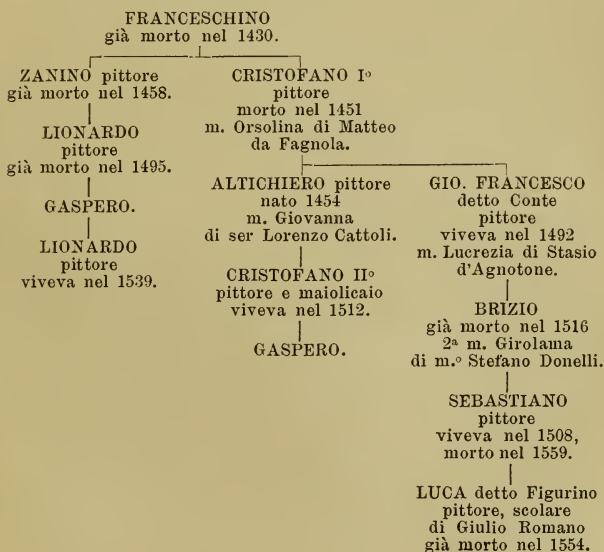 FRANCESCHINO
già morto nel 1430.
ZANINO pittore
già morto nel 1458.
LIONARDO
pittore
già morto nel 1495.
GASPERO.
LIONARDO
pittore
viveva nel 1539.
CRISTOFANO Iº
pittore
morto nel 1451
m. Orsolina di Matteo
da Fagnola.
ALTICHIERO pittore
nato 1454
m. Giovanna
di ser Lorenzo Cattoli.
CRISTOFANO IIº
pittore e maiolicaio
viveva nel 1512.
GASPERO.
GIO. FRANCESCO
detto Conte
pittore
viveva nel 1492
m. Lucrezia di Stasio
d'Agnotone.
BRIZIO
già morto nel 1516
2ª m. Girolama
di m.º Stefano Donelli.
SEBASTIANO
pittore
viveva nel 1508,
morto nel 1559.
LUCA detto Figurino
pittore, scolare
di Giulio Romano
già morto nel 1554.